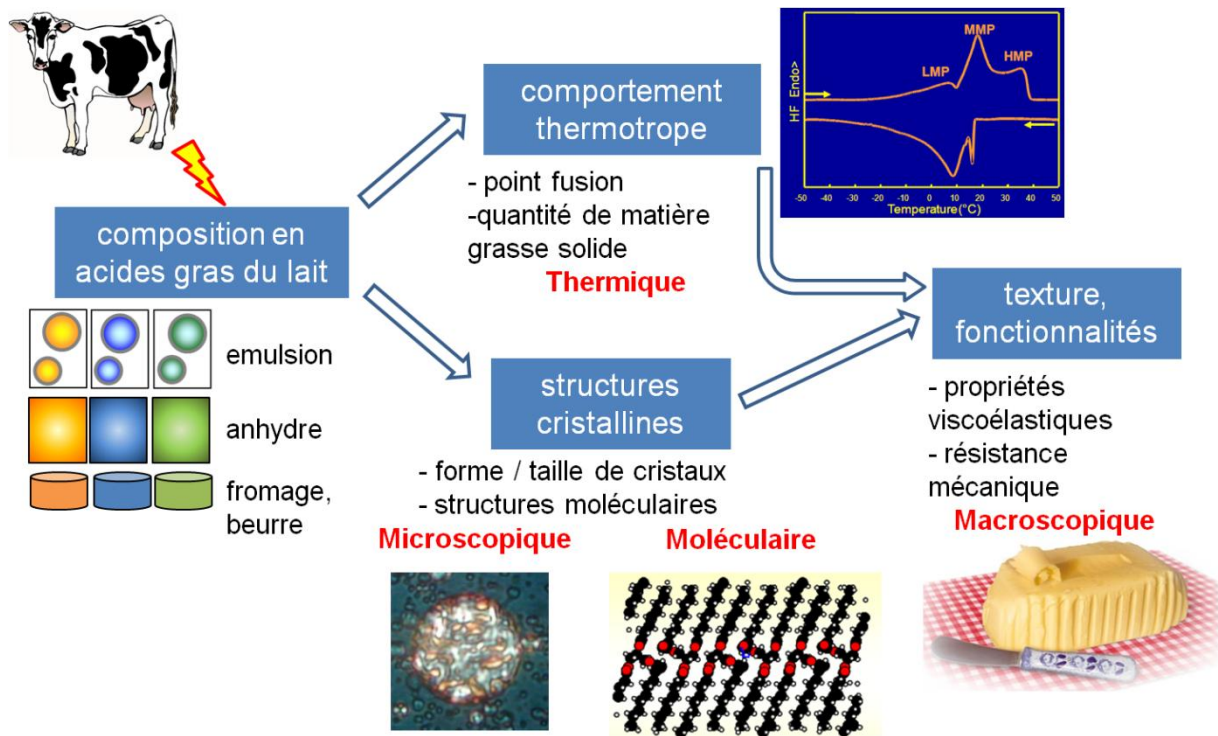 composition en
acides gras du lait
emulsion
anhydre
fromage,
beurre
comportement
thermotrope
- point fusion
-quantité de matière
grasse solide
Thermique
LMP
MMP
HMP
HF Endo>
-50 -40 -30 -20 -10 0 10 20 30 40 50
Temperature (°C)
structures
cristallines
- forme / taille de cristaux
- structures moléculaires
Microscopique
Moléculaire
texture,
fonctionnalités
- propriétés
viscoélastiques
- résistance
mécanique
Macroscopique